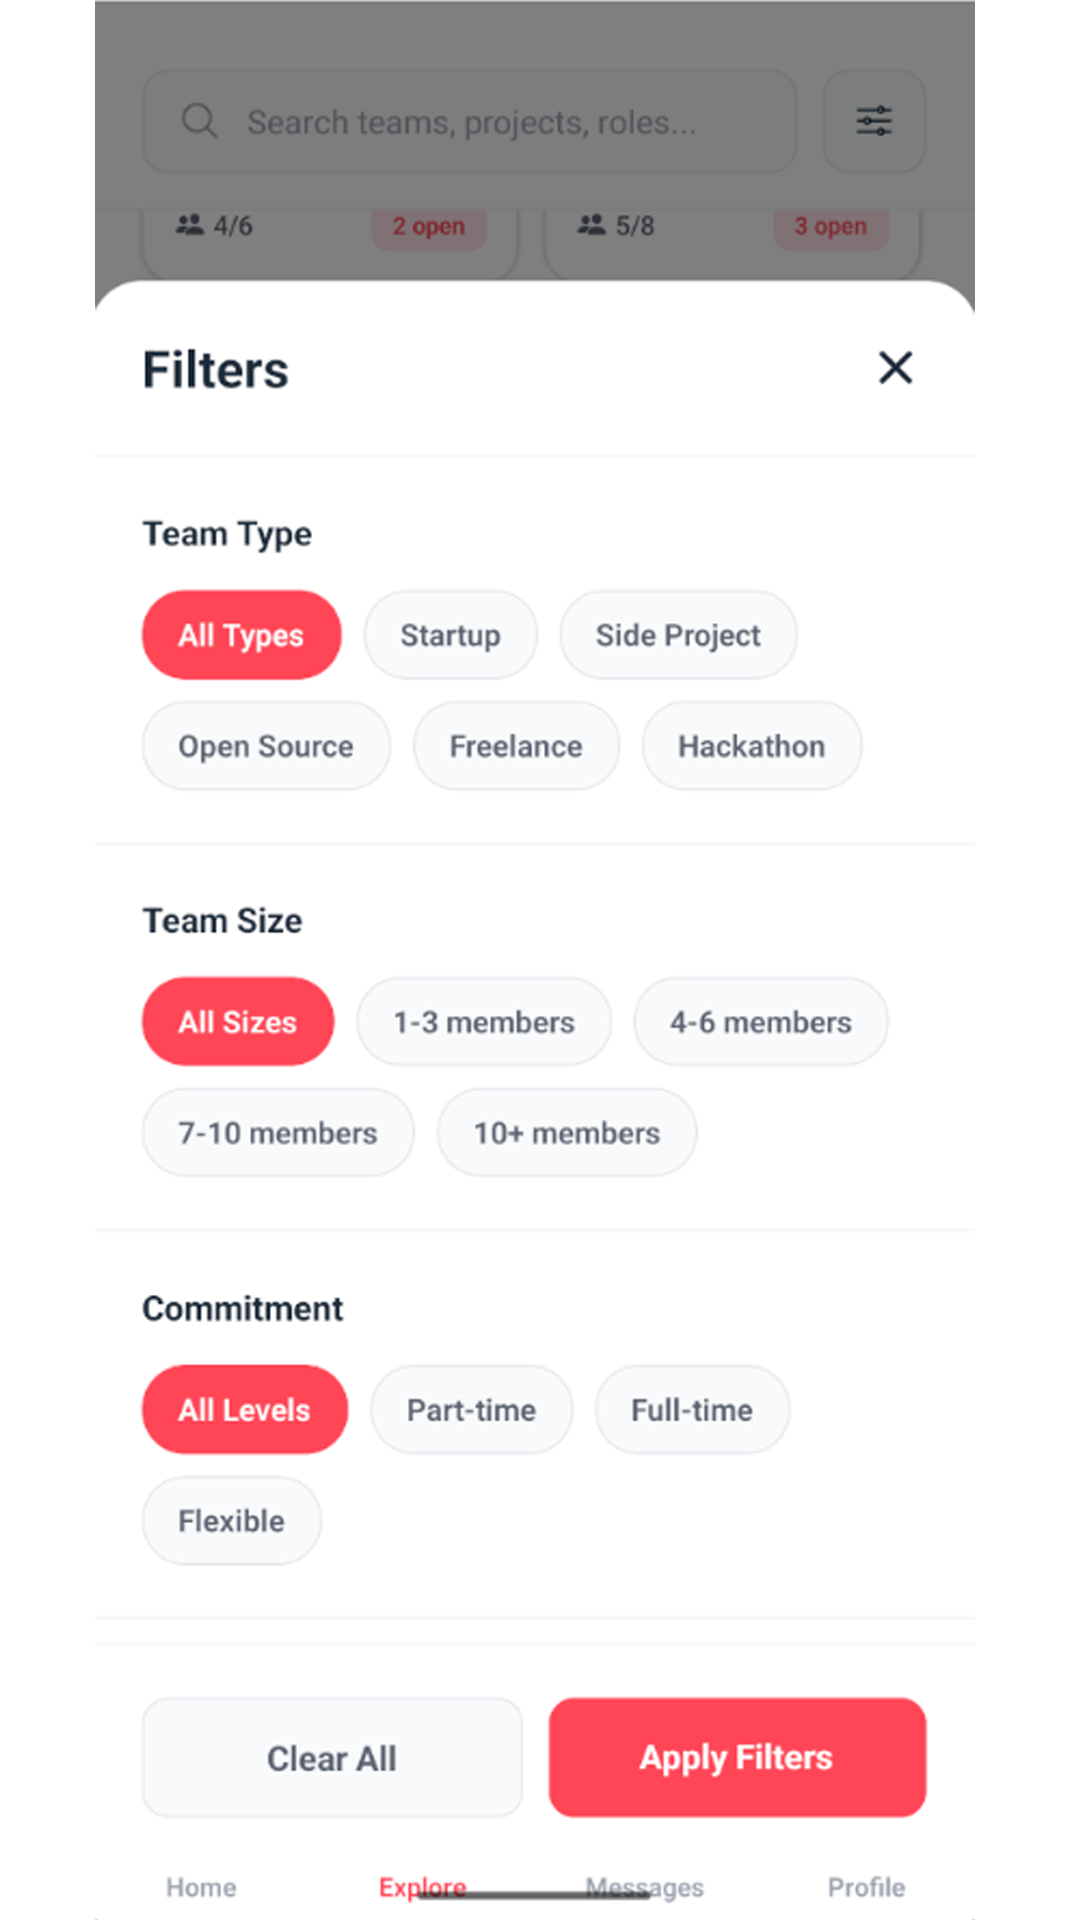 Search teams, projects, roles...
4/6 2 open 5/8 3 open
Filters
Team Type
All Types Startup Side Project
Open Source Freelance Hackathon
Team Size
All Sizes 1-3 members 4-6 members
7-10 members 10+ members
Commitment
All Levels Part-time Full-time
Flexible
Clear All Apply Filters
Home Explore Messages Profile